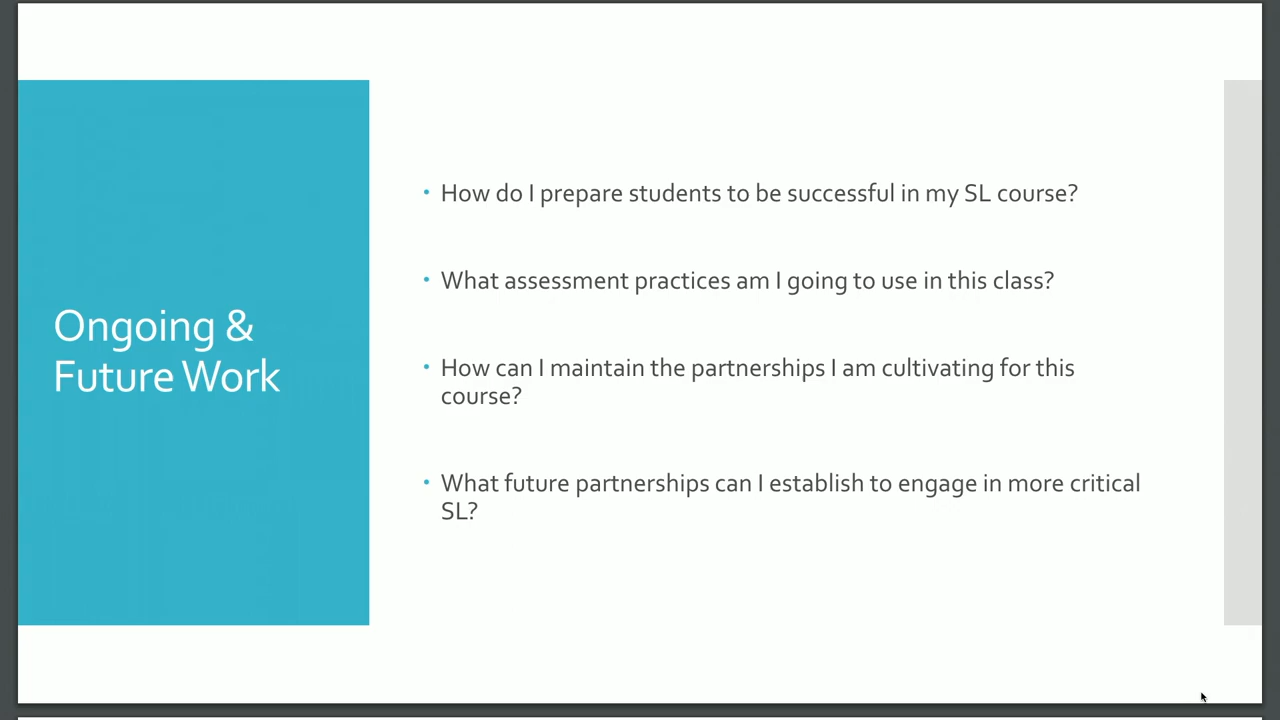 Ongoing &
Future Work
• How do I prepare students to be successful in my SL course?
• What assessment practices am I going to use in this class?
• How can I maintain the partnerships I am cultivating for this
course?
• What future partnerships can I establish to engage in more critical
SL?